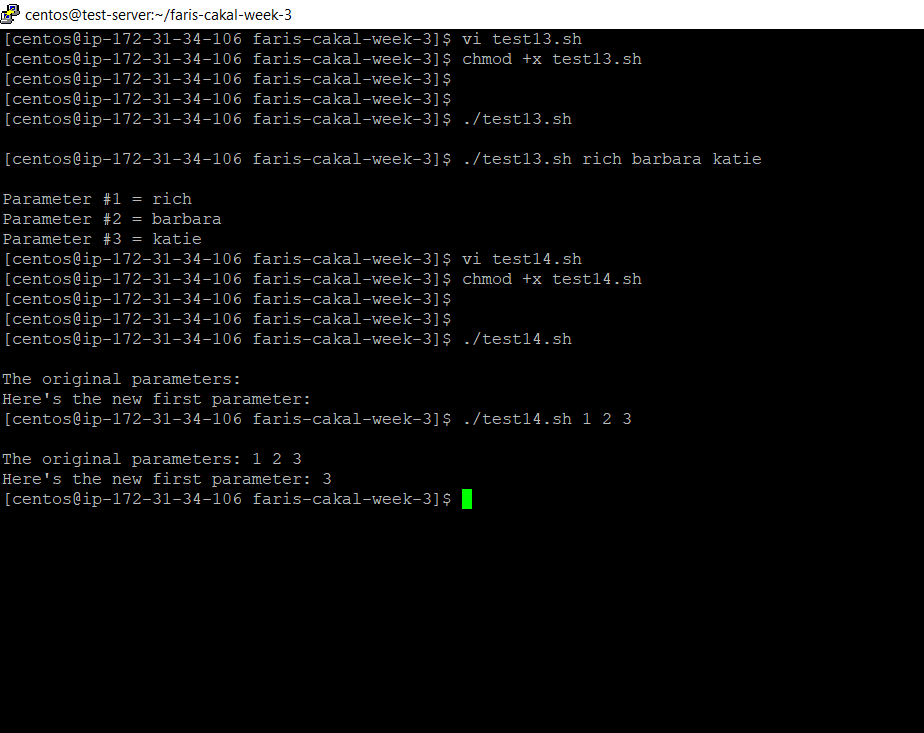 centos@test-server:~/faris-cakal-week-3
[centos@ip-172-31-34-106 faris-cakal-week-3]$ vi test13.sh
[centos@ip-172-31-34-106 faris-cakal-week-3]$ chmod +x test13.sh
[centos@ip-172-31-34-106 faris-cakal-week-3]$
[centos@ip-172-31-34-106 faris-cakal-week-3]$
[centos@ip-172-31-34-106 faris-cakal-week-3]$ ./test13.sh
[centos@ip-172-31-34-106 faris-cakal-week-3]$ ./test13.sh rich barbara katie
Parameter #1 = rich
Parameter #2 = barbara
Parameter #3 = katie
[centos@ip-172-31-34-106 faris-cakal-week-3]$ vi test14.sh
[centos@ip-172-31-34-106 faris-cakal-week-3]$ chmod +x test14.sh
[centos@ip-172-31-34-106 faris-cakal-week-3]$
[centos@ip-172-31-34-106 faris-cakal-week-3]$
[centos@ip-172-31-34-106 faris-cakal-week-3]$ ./test14.sh
The original parameters:
Here's the new first parameter:
[centos@ip-172-31-34-106 faris-cakal-week-3]$ ./test14.sh 1 2 3
The original parameters: 1 2 3
Here's the new first parameter: 3
[centos@ip-172-31-34-106 faris-cakal-week-3]$